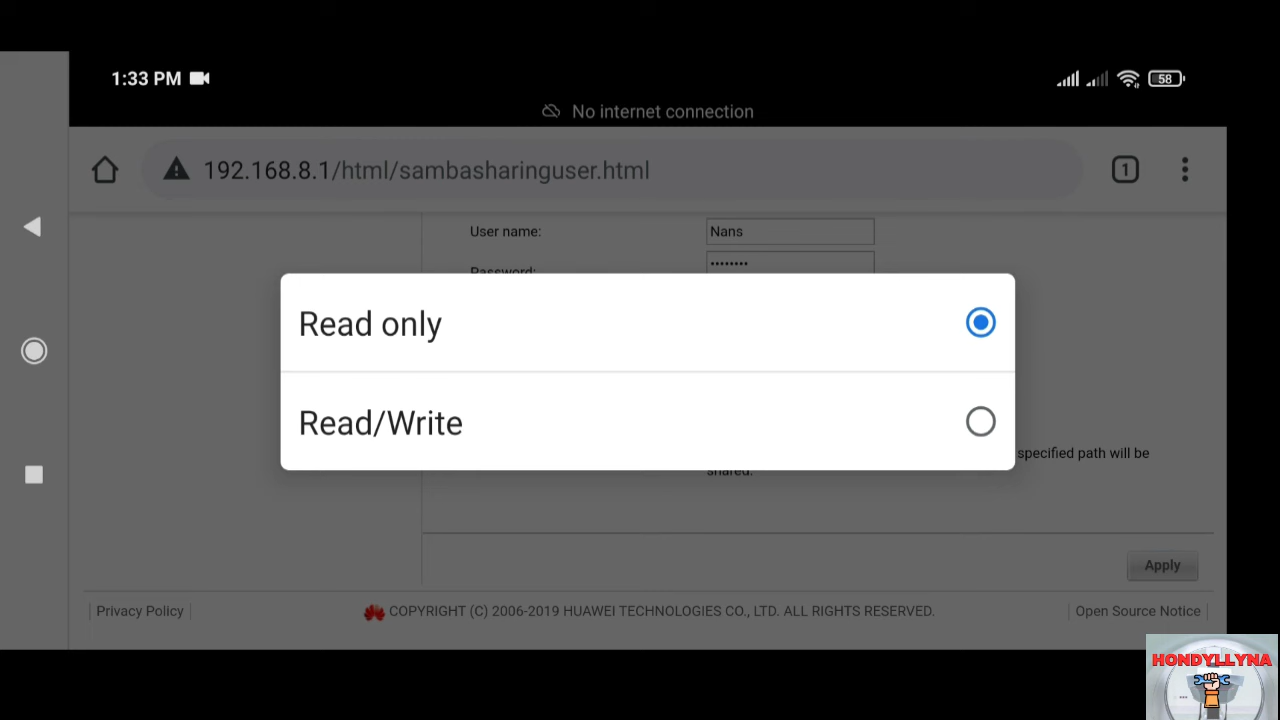 1:33 PM
58
No internet connection
192.168.8.1/html/sambasharinguser.html
1
User name:
Nans
Password:
••••••••
Read only
Read/Write
specified path will be
shared.
Apply
Privacy Policy
COPYRIGHT (C) 2006-2019 HUAWEI TECHNOLOGIES CO., LTD. ALL RIGHTS RESERVED.
Open Source Notice
HONDYLLYNA